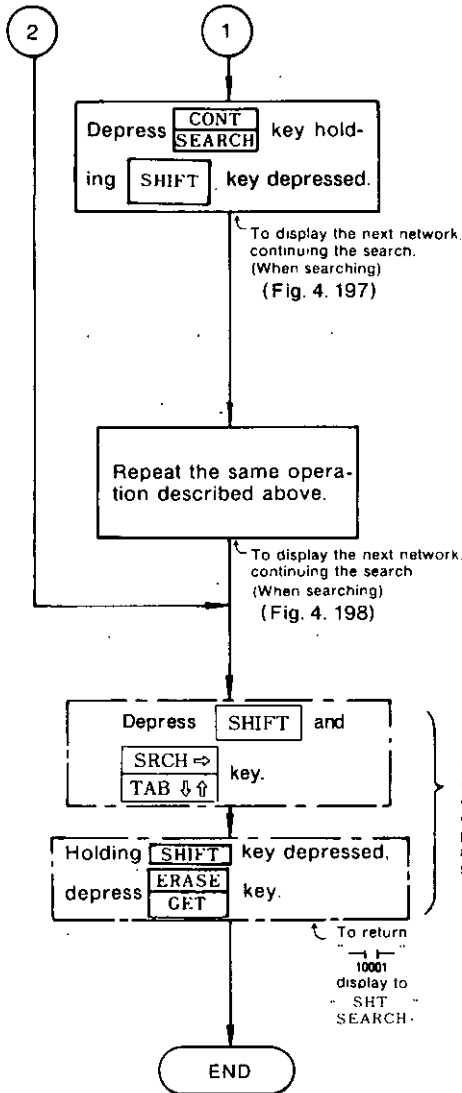 2 1
Depress CONT SEARCH key hold-
ing SHIFT key depressed.
To display the next network,
continuing the search.
(When searching)
(Fig. 4. 197)
Repeat the same opera-
tion described above.
To display the next network,
continuing the search
(When searching)
(Fig. 4. 198)
Depress SHIFT and
SRCH ⇨
TAB ⇩⇧ key.
Holding SHIFT key depressed,
depress ERASE GET key.
To return
" "
10001
display to
" SHT "
SEARCH.
END